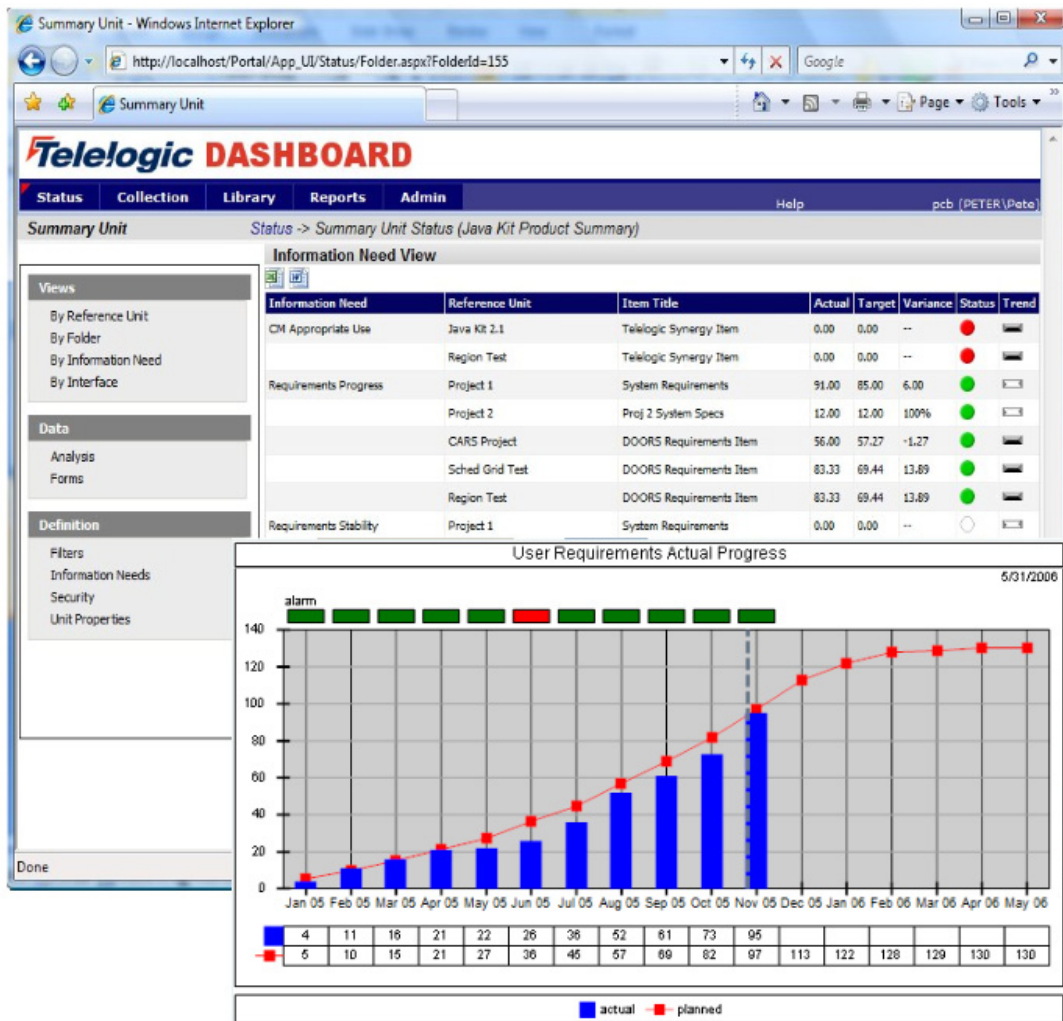 Summary Unit - Windows Internet Explorer
http://localhost/Portal/App_UI/Status/Folder.aspx?FolderId=155
Google
Summary Unit
Page
Tools
Telelogic DASHBOARD
Status Collection Library Reports Admin Help pcb (PETER\Pete)
Summary Unit Status -> Summary Unit Status (Java Kit Product Summary)
Information Need View
Views
By Reference Unit
By Folder
By Information Need
By Interface
Data
Analysis
Forms
Definition
Filters
Information Needs
Security
Unit Properties
Information Need Reference Unit Item Title Actual Target Variance Status Trend
CM Appropriate Use Java Kit 2.1 Telelogic Synergy Item 0.00 0.00 --
Region Test Telelogic Synergy Item 0.00 0.00 --
Requirements Progress Project 1 System Requirements 91.00 85.00 6.00
Project 2 Proj 2 System Specs 12.00 12.00 100%
CARS Project DOORS Requirements Item 56.00 57.27 -1.27
Sched Grid Test DOORS Requirements Item 83.33 69.44 13.89
Region Test DOORS Requirements Item 83.33 69.44 13.89
Requirements Stability Project 1 System Requirements 0.00 0.00 --
Done
User Requirements Actual Progress
5/31/2006
alarm
140
120
100
80
60
40
20
0
Jan 05 Feb 05 Mar 05 Apr 05 May 05 Jun 05 Jul 05 Aug 05 Sep 05 Oct 05 Nov 05 Dec 05 Jan 06 Feb 06 Mar 06 Apr 06 May 06
4 11 16 21 22 26 36 52 61 73 95
5 10 15 21 27 36 45 57 69 82 97 113 122 128 129 130 130
actual planned